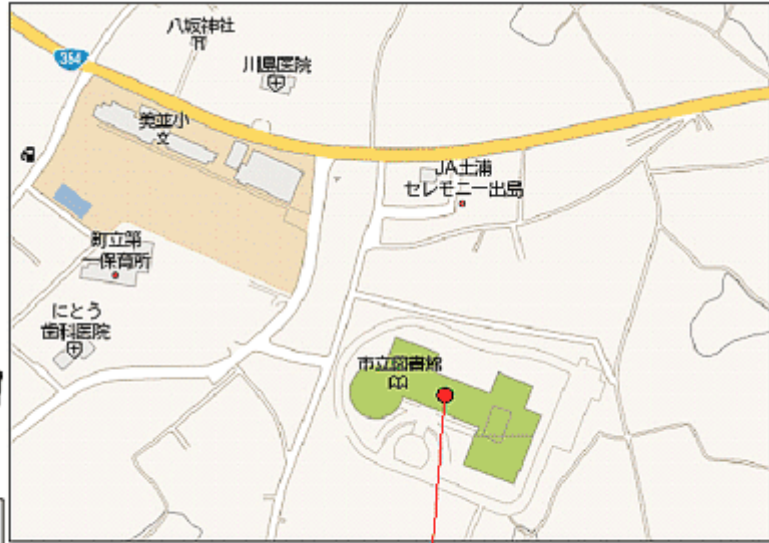 八坂神社
354
川島医院
美並小
文
JA土浦
セレモニー出島
町立第
一保育所
にとう
歯科医院
市立図書館